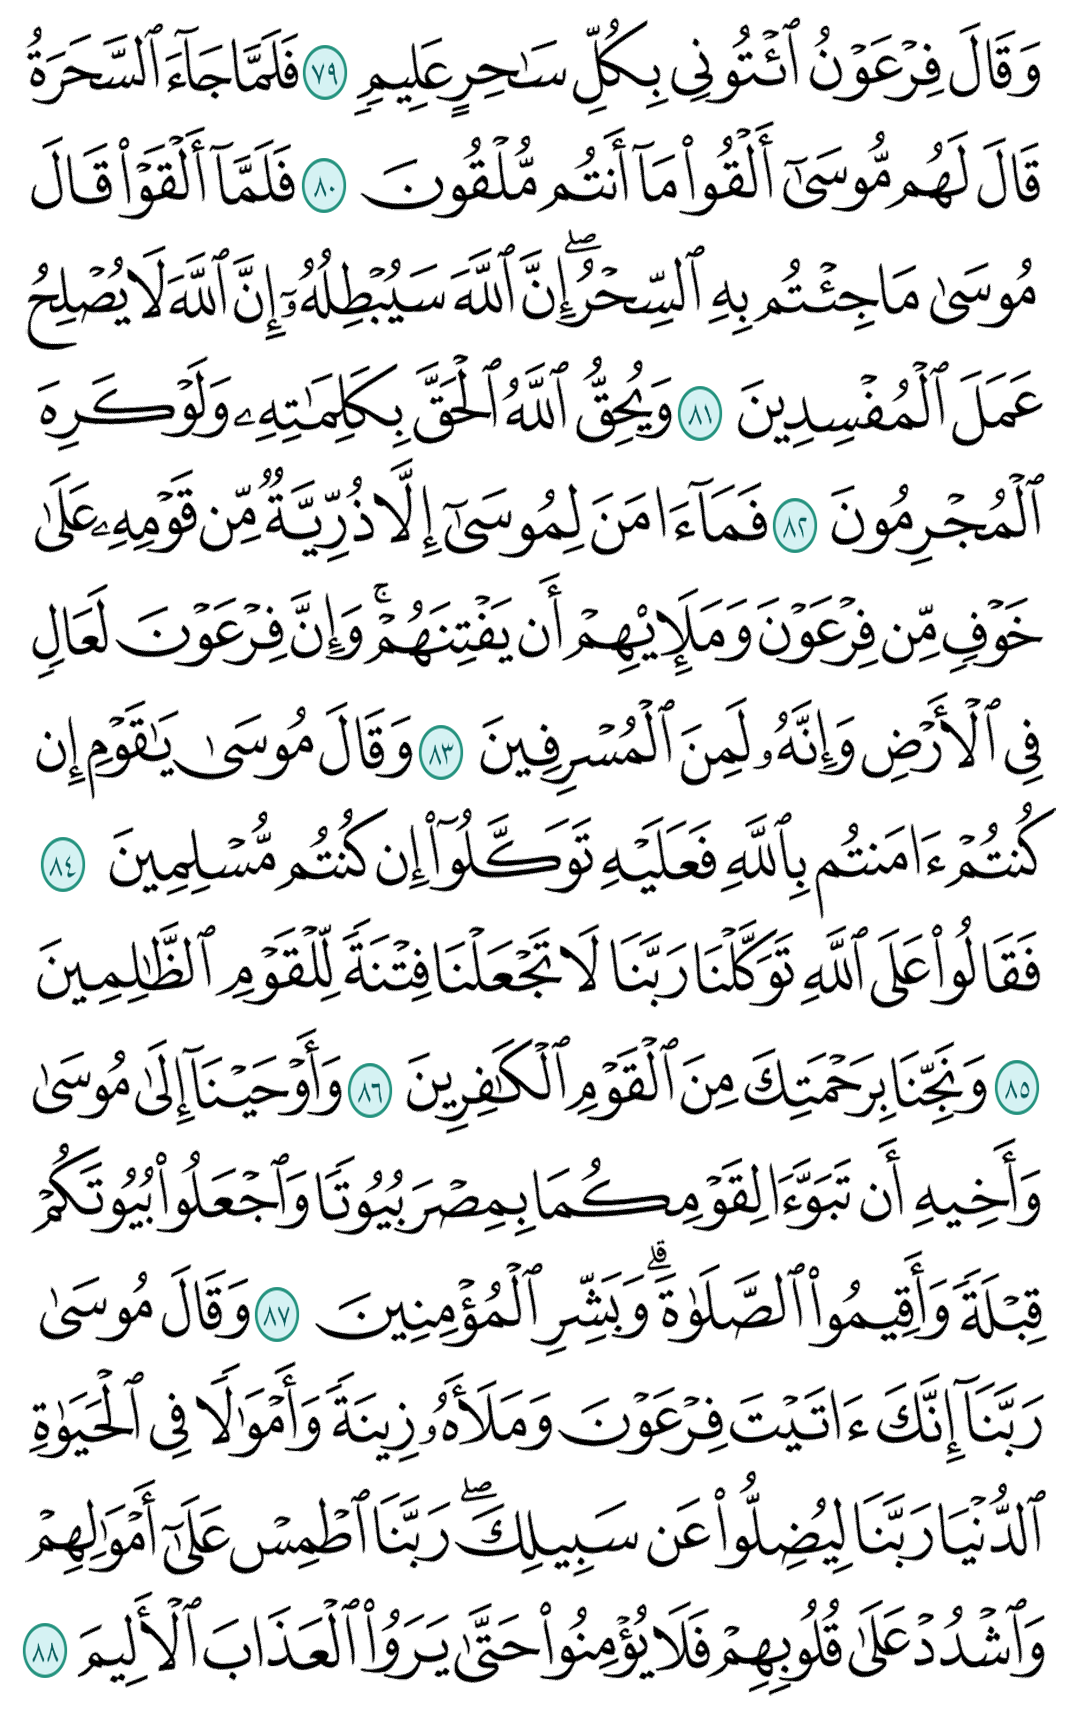 وَقَالَ فِرْعَوْنُ ٱئْتُونِى بِكُلِّ سَـٰحِرٍ عَلِيمٍۢ ٧٩ فَلَمَّا جَآءَ ٱلسَّحَرَةُ
قَالَ لَهُم مُّوسَىٰٓ أَلْقُوا۟ مَآ أَنتُم مُّلْقُونَ ٨٠ فَلَمَّآ أَلْقَوْا۟ قَالَ
مُوسَىٰ مَا جِئْتُم بِهِ ٱلسِّحْرُ ۖ إِنَّ ٱللَّهَ سَيُبْطِلُهُۥٓ إِنَّ ٱللَّهَ لَا يُصْلِحُ
عَمَلَ ٱلْمُفْسِدِينَ ٨١ وَيُحِقُّ ٱللَّهُ ٱلْحَقَّ بِكَلِمَـٰتِهِۦ وَلَوْ كَرِهَ
ٱلْمُجْرِمُونَ ٨٢ فَمَآ ءَامَنَ لِمُوسَىٰٓ إِلَّا ذُرِّيَّةٌۭ مِّن قَوْمِهِۦ عَلَىٰ
خَوْفٍۢ مِّن فِرْعَوْنَ وَمَلَإِي۟هِمْ أَن يَفْتِنَهُمْ ۚ وَإِنَّ فِرْعَوْنَ لَعَالٍۢ
فِى ٱلْأَرْضِ وَإِنَّهُۥ لَمِنَ ٱلْمُسْرِفِينَ ٨٣ وَقَالَ مُوسَىٰ يَـٰقَوْمِ إِن
كُنتُمْ ءَامَنتُم بِٱللَّهِ فَعَلَيْهِ تَوَكَّلُوٓا۟ إِن كُنتُم مُّسْلِمِينَ ٨٤
فَقَالُوا۟ عَلَى ٱللَّهِ تَوَكَّلْنَا رَبَّنَا لَا تَجْعَلْنَا فِتْنَةًۭ لِّلْقَوْمِ ٱلظَّـٰلِمِينَ
٨٥ وَنَجِّنَا بِرَحْمَتِكَ مِنَ ٱلْقَوْمِ ٱلْكَـٰفِرِينَ ٨٦ وَأَوْحَيْنَآ إِلَىٰ مُوسَىٰ
وَأَخِيهِ أَن تَبَوَّءَا لِقَوْمِكُمَا بِمِصْرَ بُيُوتًۭا وَٱجْعَلُوا۟ بُيُوتَكُمْ
قِبْلَةًۭ وَأَقِيمُوا۟ ٱلصَّلَوٰةَ ۗ وَبَشِّرِ ٱلْمُؤْمِنِينَ ٨٧ وَقَالَ مُوسَىٰ
رَبَّنَآ إِنَّكَ ءَاتَيْتَ فِرْعَوْنَ وَمَلَأَهُۥ زِينَةًۭ وَأَمْوَٰلًۭا فِى ٱلْحَيَوٰةِ
ٱلدُّنْيَا رَبَّنَا لِيُضِلُّوا۟ عَن سَبِيلِكَ ۖ رَبَّنَا ٱطْمِسْ عَلَىٰٓ أَمْوَٰلِهِمْ
وَٱشْدُدْ عَلَىٰ قُلُوبِهِمْ فَلَا يُؤْمِنُوا۟ حَتَّىٰ يَرَوُا۟ ٱلْعَذَابَ ٱلْأَلِيمَ ٨٨